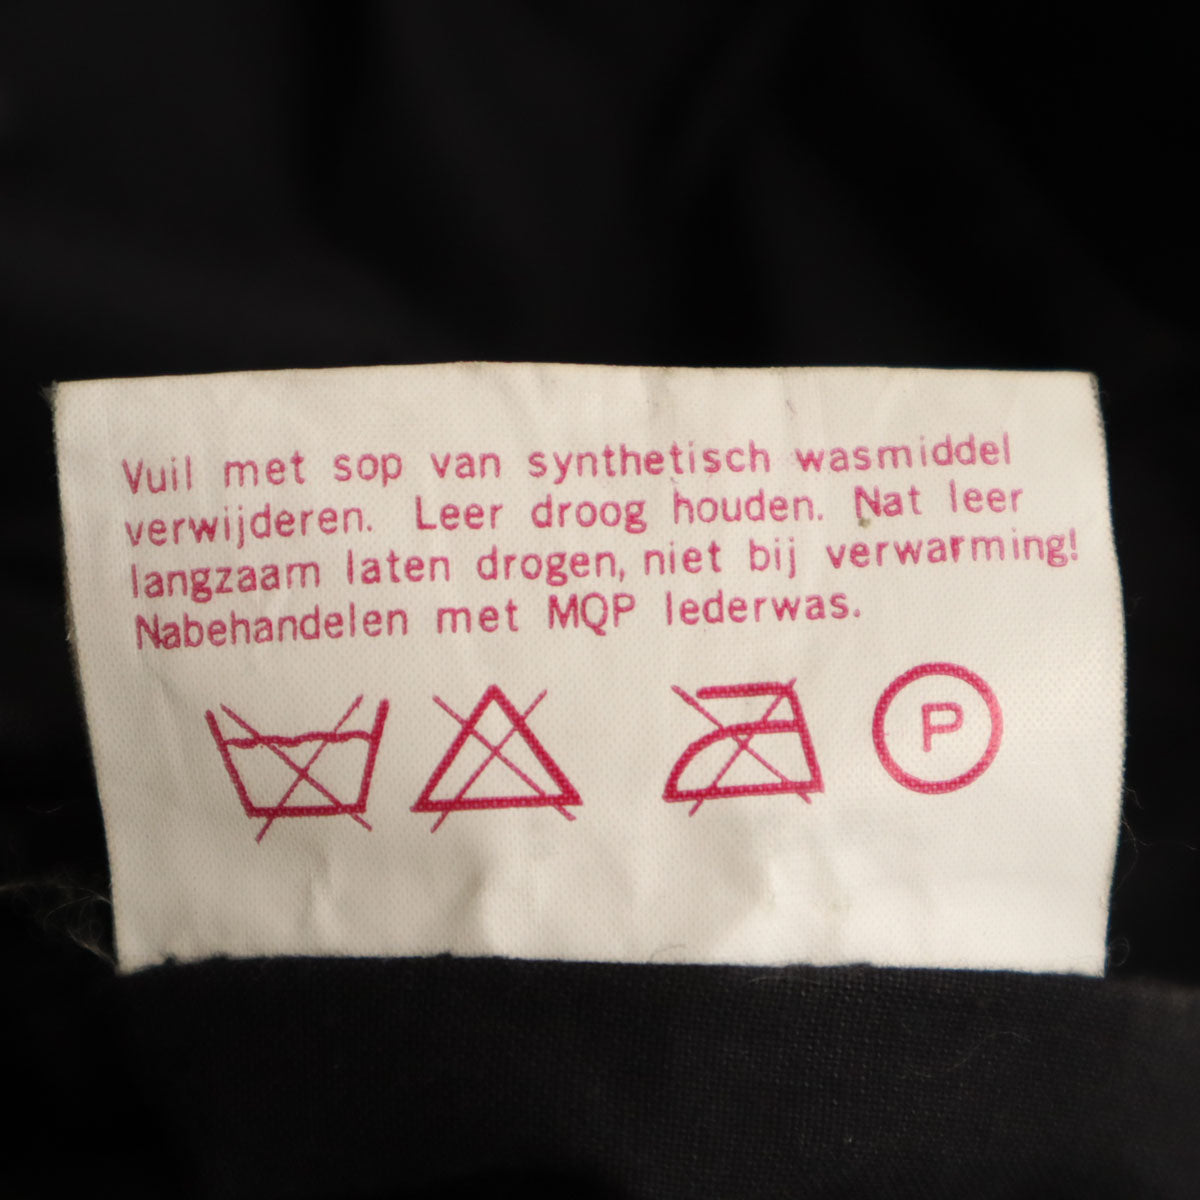 Vuil met sop van synthetisch wasmiddel
verwijderen. Leer droog houden. Nat leer
langzaam laten drogen, niet bij verwarming!
Nabehandelen met MQP lederwas.
P